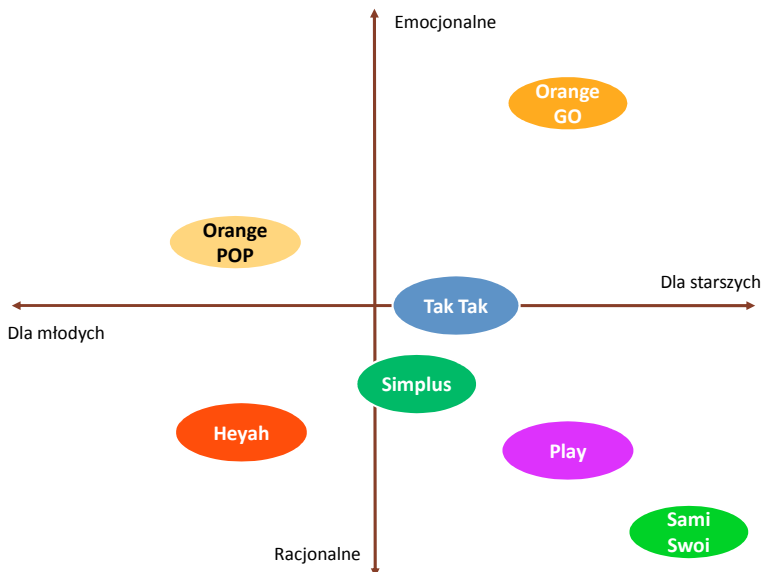 Emocjonalne
Orange
GO
Orange
POP
Dla starszych
Tak Tak
Dla młodych
Simplus
Heyah
Play
Sami
Swoi
Racjonalne